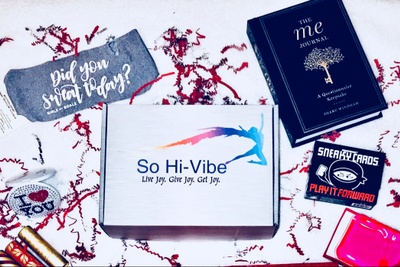 THE
me
JOURNAL
A Questionnaire
Keepsake
Did you
sweat today?
So Hi-Vibe
Live Joy. Give Joy. Get Joy.
SNEAKY CARDS
PLAY IT FORWARD
I
YOU